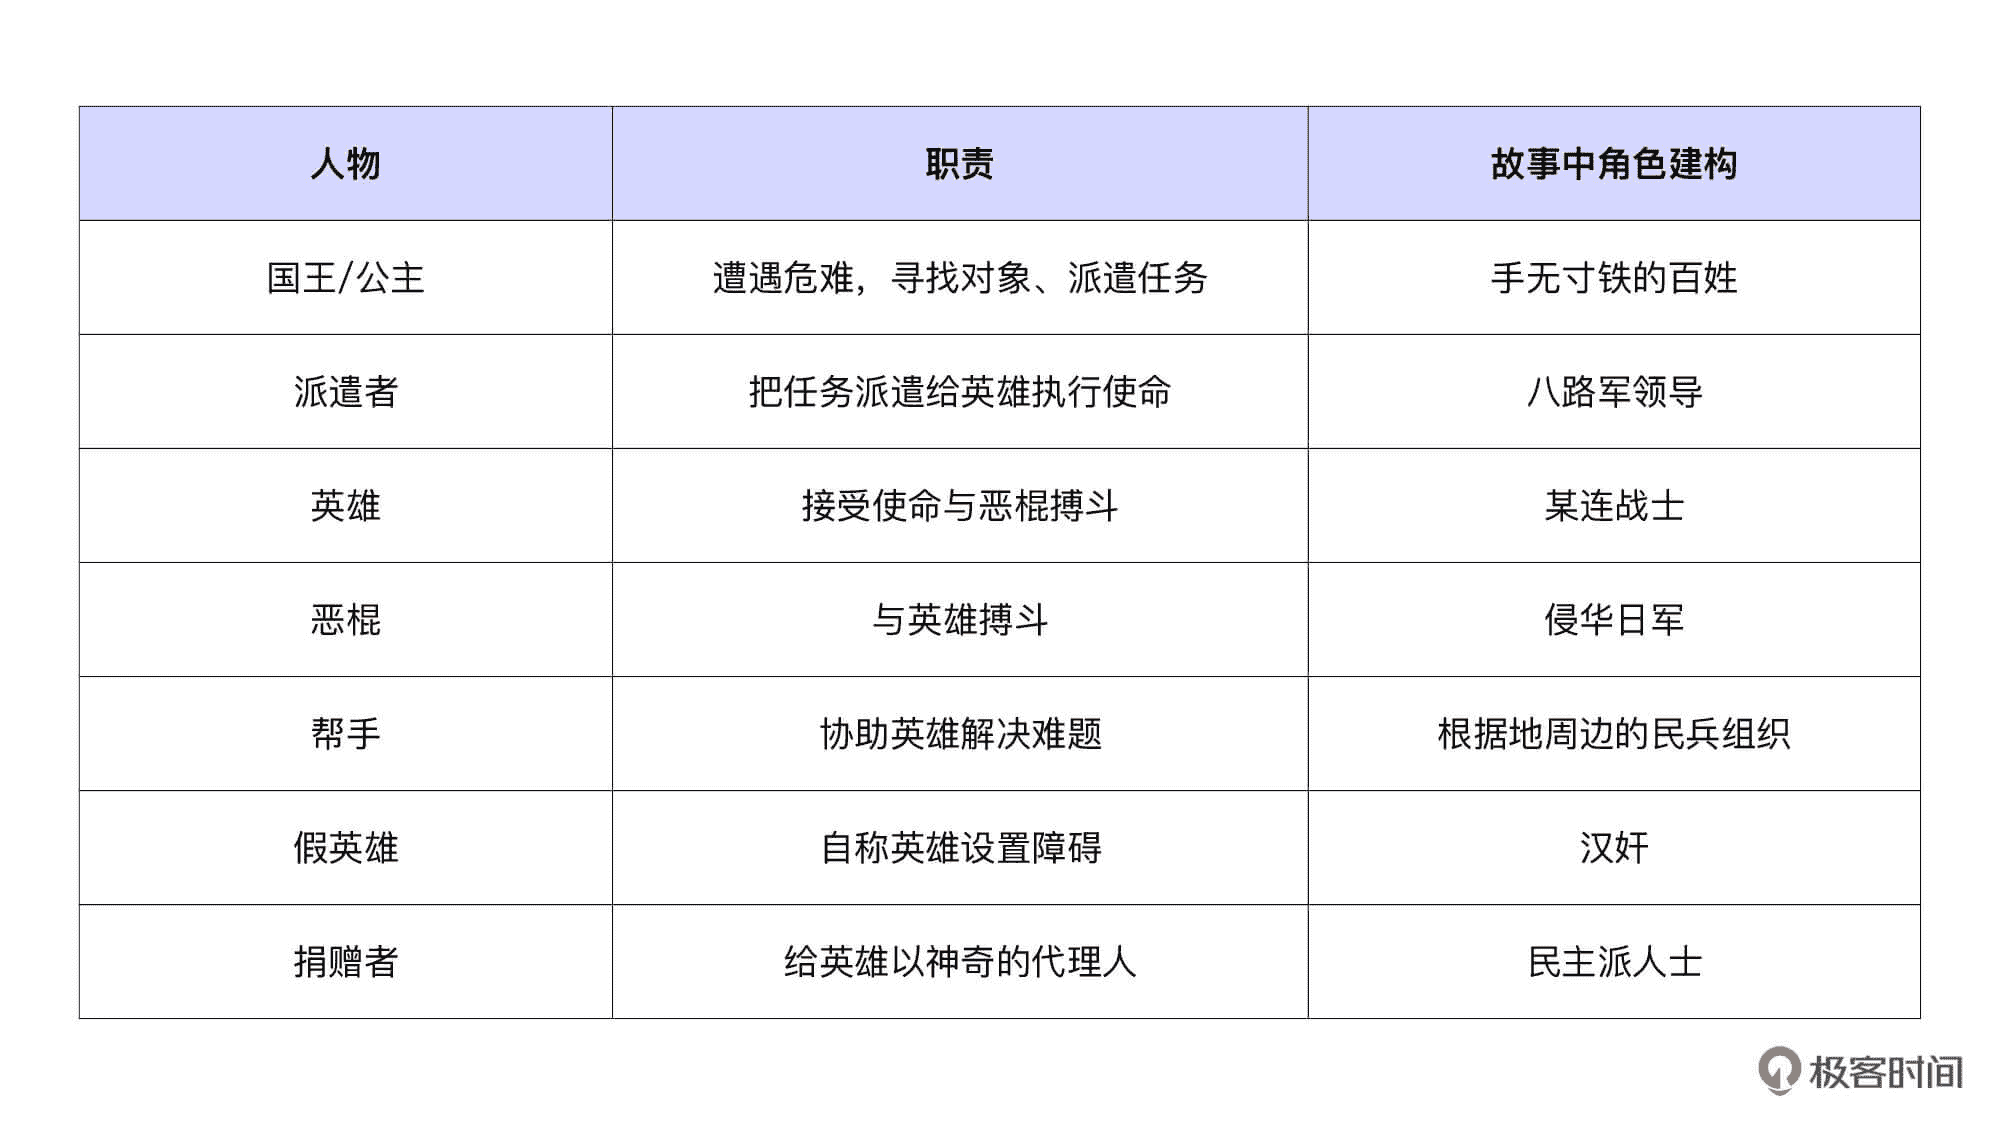 人物 职责 故事中角色建构
国王/公主 遭遇危难，寻找对象、派遣任务 手无寸铁的百姓
派遣者 把任务派遣给英雄执行使命 八路军领导
英雄 接受使命与恶棍搏斗 某连战士
恶棍 与英雄搏斗 侵华日军
帮手 协助英雄解决难题 根据地周边的民兵组织
假英雄 自称英雄设置障碍 汉奸
捐赠者 给英雄以神奇的代理人 民主派人士
极客时间